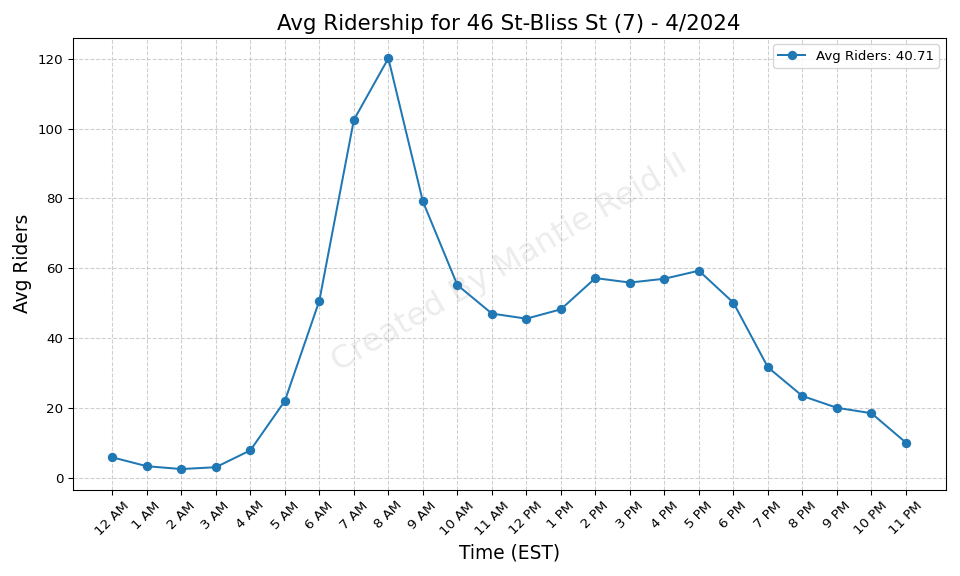 Avg Ridership for 46 St-Bliss St (7) - 4/2024
Avg Riders: 40.71
120
100
80
60
40
20
0
Avg Riders
Created By Mantle Reid II
12 AM
1 AM
2 AM
3 AM
4 AM
5 AM
6 AM
7 AM
8 AM
9 AM
10 AM
11 AM
12 PM
1 PM
2 PM
3 PM
4 PM
5 PM
6 PM
7 PM
8 PM
9 PM
10 PM
11 PM
Time (EST)